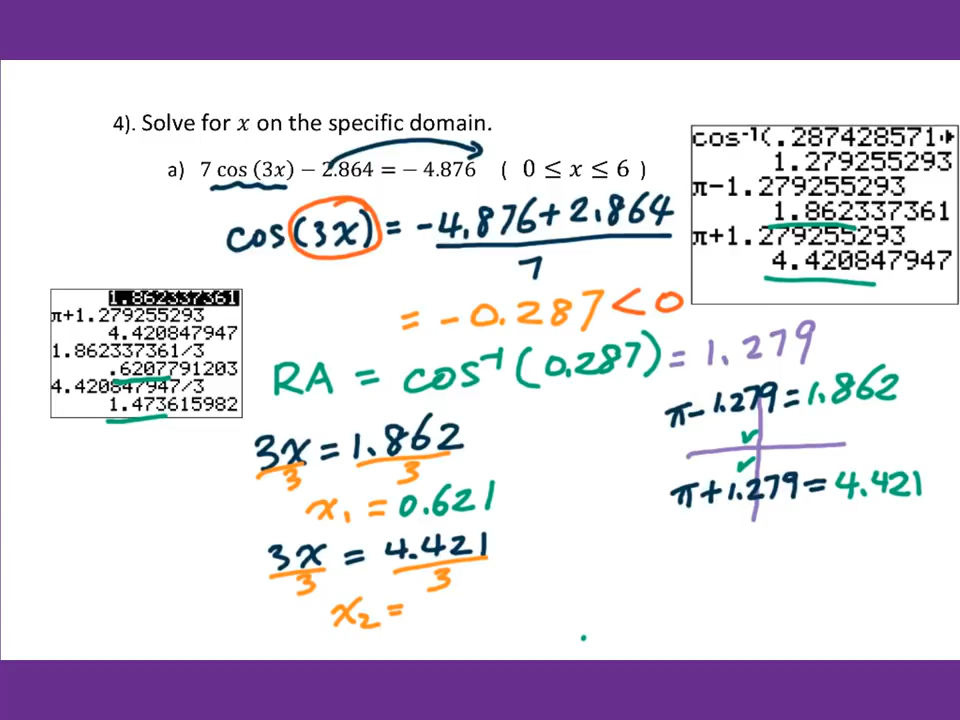 4). Solve for x on the specific domain.
a) 7 cos (3x) − 2.864 = − 4.876 ( 0 ≤ x ≤ 6 )
cos(3x) = -4.876 + 2.864
7
= -0.287 < 0
RA = cos⁻¹(0.287) = 1.279
π - 1.279 = 1.862
π + 1.279 = 4.421
3x = 1.862
3 3
x₁ = 0.621
3x = 4.421
3 3
x₂ =
cos⁻¹(.287428571
1.279255293
π-1.279255293
1.862337361
π+1.279255293
4.420847947
1.862337361
π+1.279255293
4.420847947
1.862337361/3
.6207791203
4.420847947/3
1.473615982